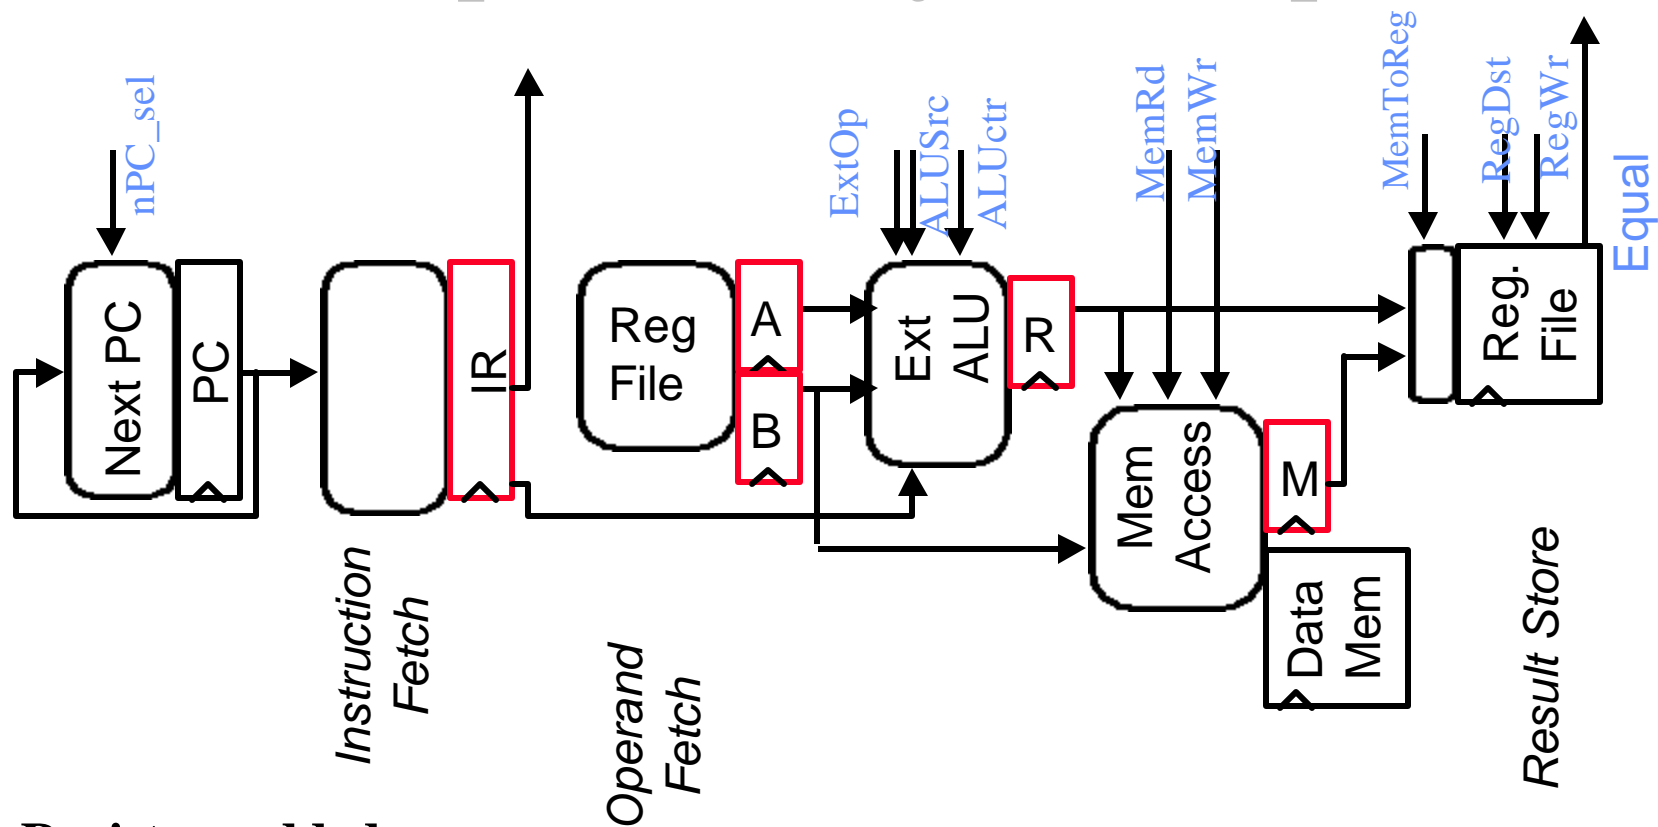 nPC_sel
ExtOp
ALUSrc
ALUctr
MemRd
MemWr
MemToReg
RegDst
RegWr
Equal
Next PC
PC
IR
Reg
File
A
B
Ext
ALU
R
Mem
Access
M
Data
Mem
Reg.
File
Instruction
Fetch
Operand
Fetch
Result Store